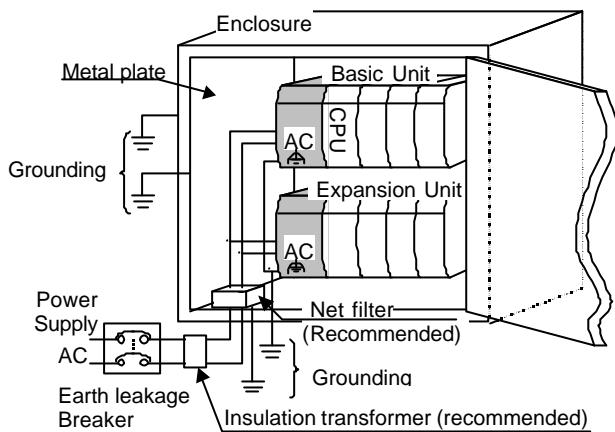 Enclosure
Metal plate
Basic Unit
AC
CPU
Grounding
Expansion Unit
AC
Power
Supply
Net filter
(Recommended)
AC
Grounding
Earth leakage
Breaker
Insulation transformer (recommended)